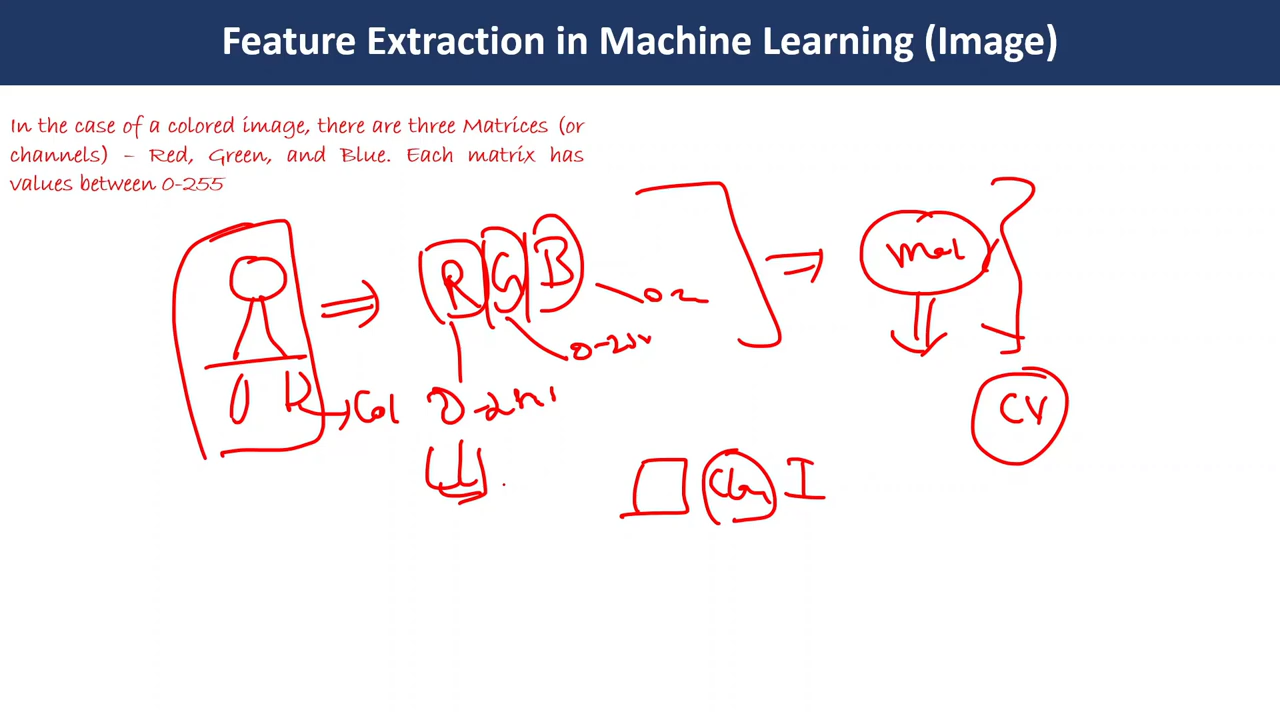 Feature Extraction in Machine Learning (Image)
In the case of a colored image, there are three Matrices (or
channels) – Red, Green, and Blue. Each matrix has
values between 0-255
R G B
Col
CV
I